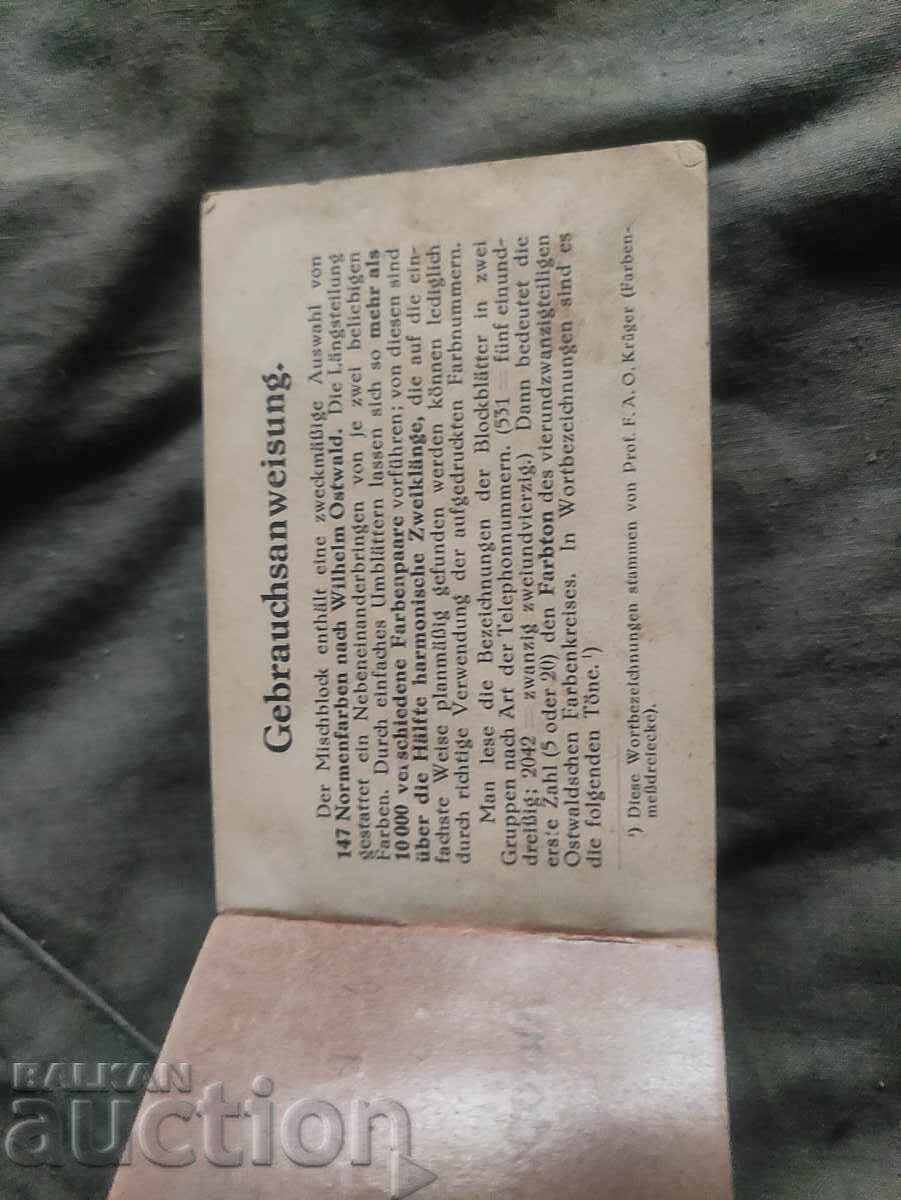 Gebrauchsanweisung.
Der Mischblock enthält eine zweckmäßige Auswahl von
147 Normenfarben nach Wilhelm Ostwald. Die Längsteilung
gestattet ein Nebeneinanderbringen von je zwei beliebigen
Farben. Durch einfaches Umblättern lassen sich so mehr als
10000 verschiedene Farbenpaare vorführen; von diesen sind
über die Hälfte harmonische Zweiklänge, die auf die ein-
fachste Weise planmäßig gefunden werden können lediglich
durch richtige Verwendung der aufgedruckten Farbnummern.
Man lese die Bezeichnungen der Blockblätter in zwei
Gruppen nach Art der Telephonnummern. (531 = fünf einund-
dreißig; 2042 = zwanzig zweiundvierzig.) Dann bedeutet die
erste Zahl (5 oder 20) den Farbton des vierundzwanzigteiligen
Ostwaldschen Farbenkreises. In Wortbezeichnungen sind es
die folgenden Töne.¹)
¹) Diese Wortbezeichnungen stammen von Prof. F. A. O. Krüger (Farben-
meßdreiecke).
BALKAN
auction